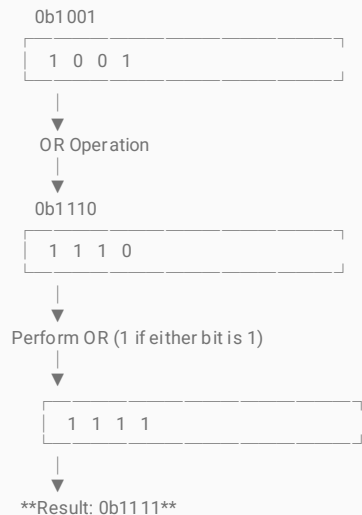 0b1001
1 0 0 1
OR Operation
0b1110
1 1 1 0
Perform OR (1 if either bit is 1)
1 1 1 1
**Result: 0b1111**